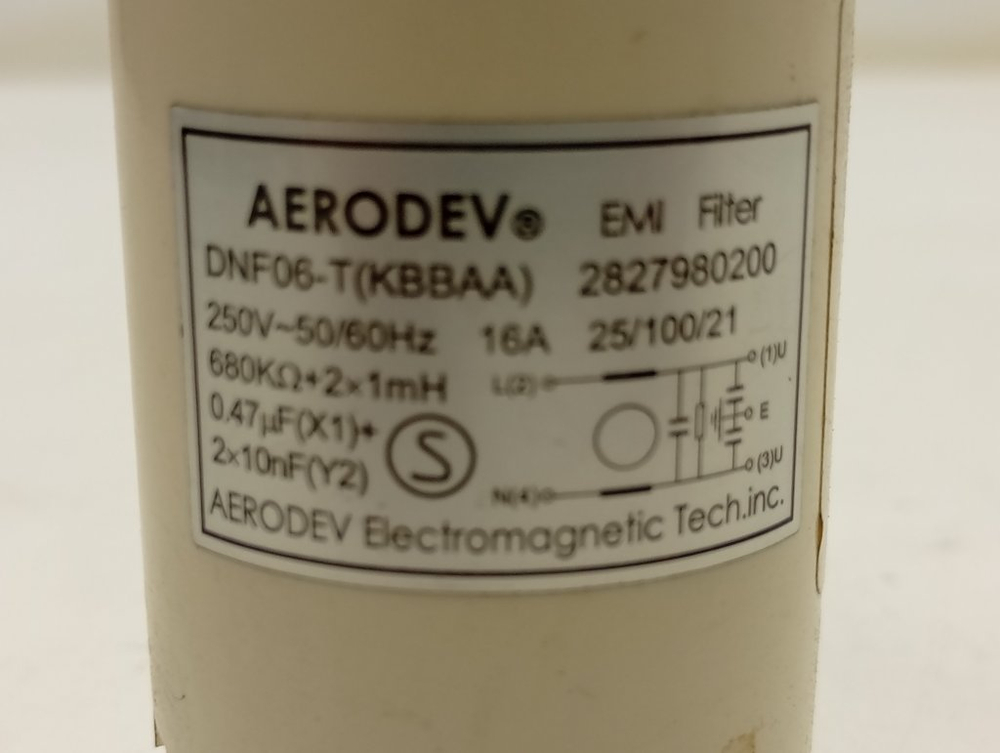 AERODEV® EMI Filter
DNF06-T(KBBAA) 2827980200
250V~50/60Hz 16A 25/100/21
680KΩ+2×1mH
0.47μF(X1)+
2×10nF(Y2)
S
L(2)
(1)U
E
N(4)
(3)U
AERODEV Electromagnetic Tech.inc.